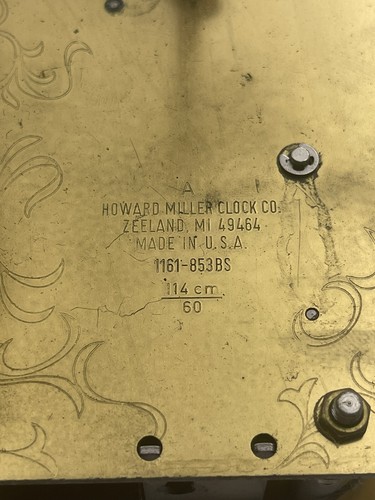 A
HOWARD MILLER CLOCK CO.
ZEELAND, MI 49464
MADE IN U.S.A.
1161-853BS
114 cm
60